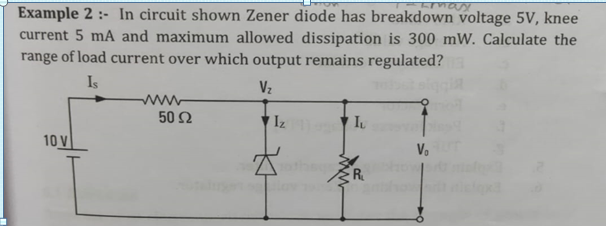 Example 2 :- In circuit shown Zener diode has breakdown voltage 5V, knee
current 5 mA and maximum allowed dissipation is 300 mW. Calculate the
range of load current over which output remains regulated?
Is
Vz
50 Ω
Iz
IL
10 V
Vo
RL